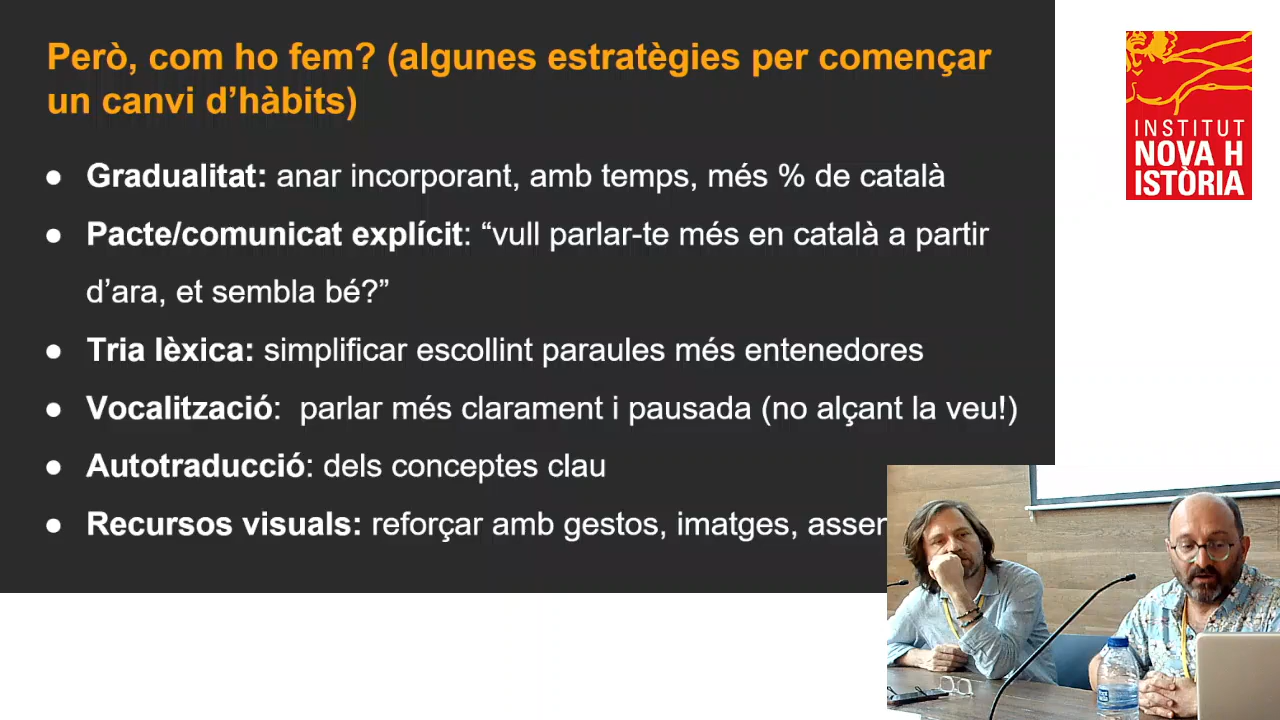 Però, com ho fem? (algunes estratègies per començar
un canvi d’hàbits)
● Gradualitat: anar incorporant, amb temps, més % de català
● Pacte/comunicat explícit: “vull parlar-te més en català a partir
d’ara, et sembla bé?”
● Tria lèxica: simplificar escollint paraules més entenedores
● Vocalització:  parlar més clarament i pausada (no alçant la veu!)
● Autotraducció: dels conceptes clau
● Recursos visuals: reforçar amb gestos, imatges,
INSTITUT
NOVA H
ISTÒRIA